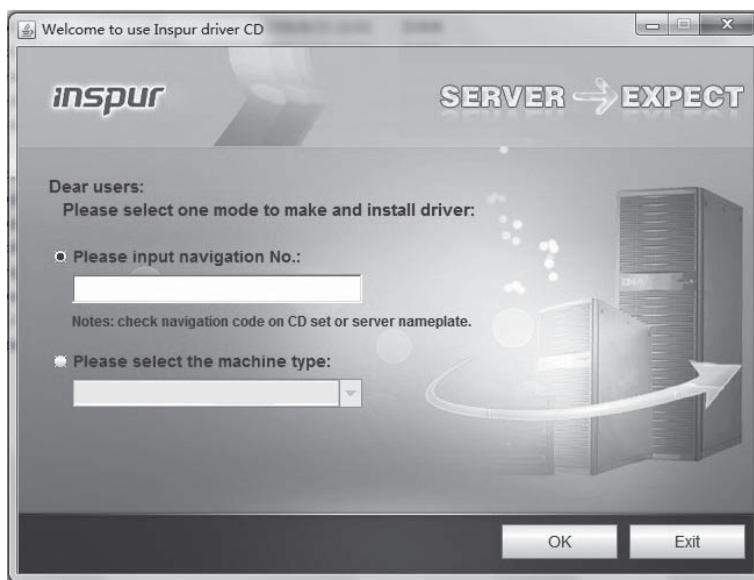 Welcome to use Inspur driver CD
inspur
SERVER EXPECT
Dear users:
Please select one mode to make and install driver:
Please input navigation No.:
Notes: check navigation code on CD set or server nameplate.
Please select the machine type:
OK
Exit